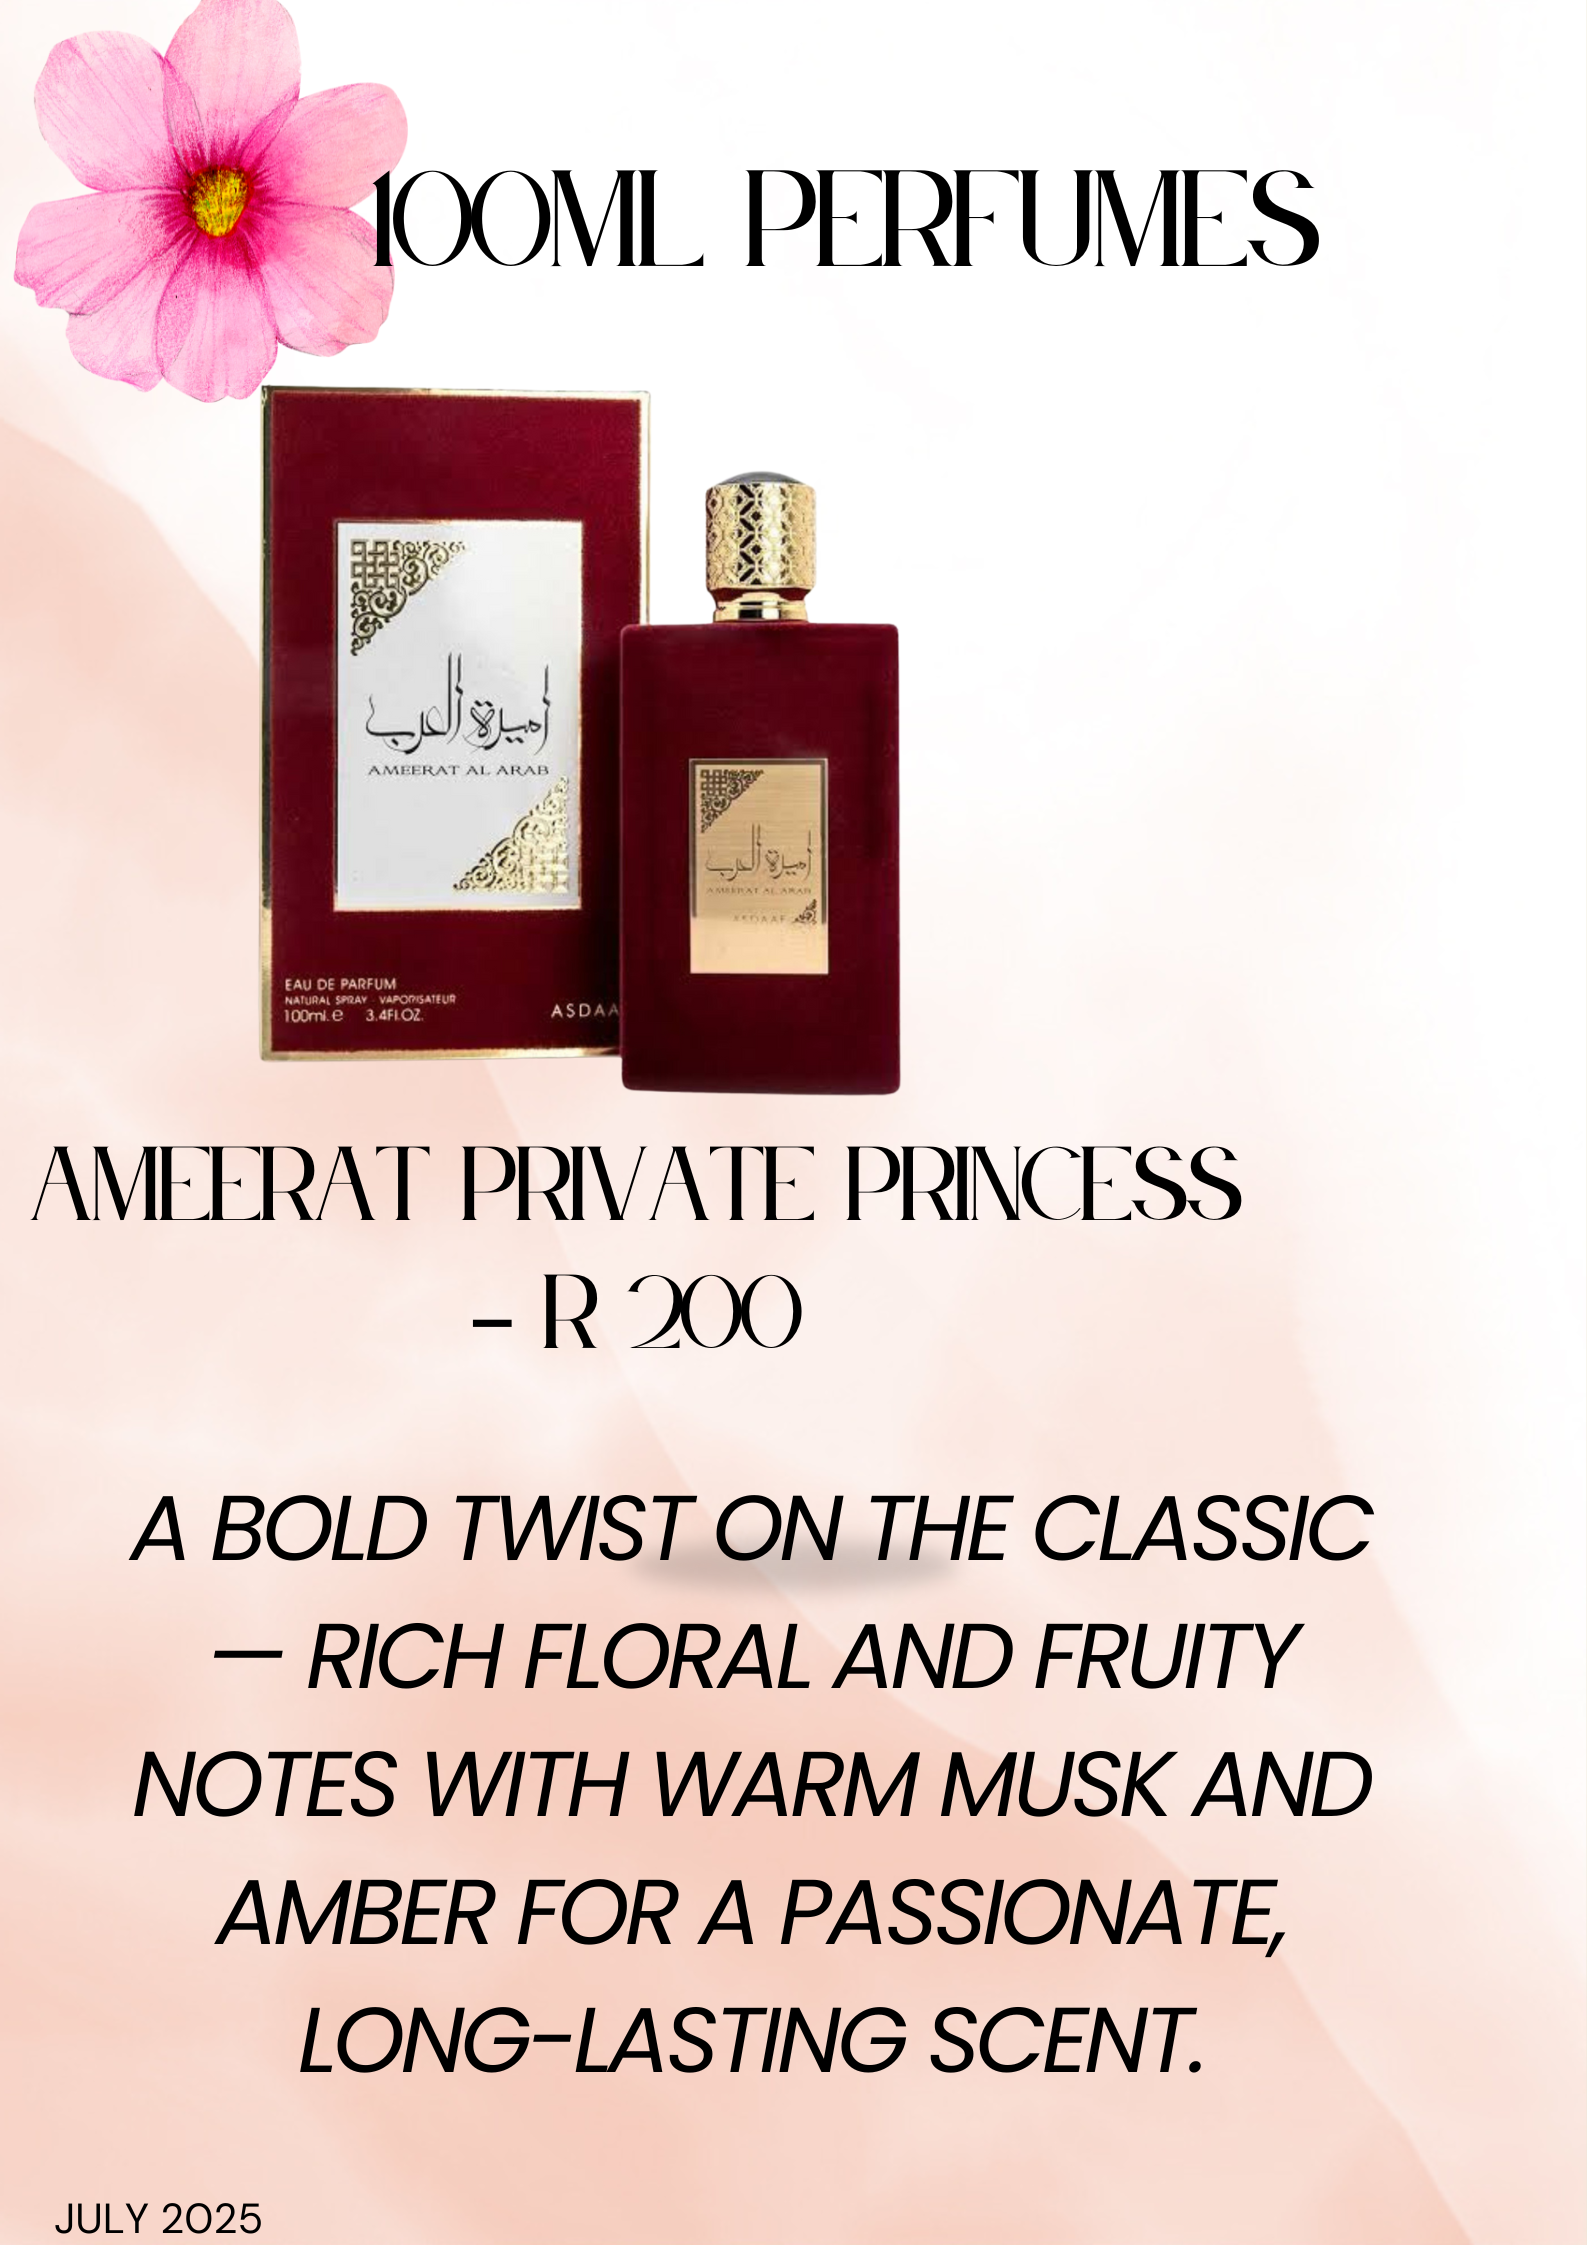 100ML PERFUMES
أميرة العرب
AMEERAT AL ARAB
EAU DE PARFUM
NATURAL SPRAY · VAPORISATEUR
100ml.e 3.4Fl.OZ.
ASDAA
أميرة العرب
AMEERAT AL ARAB
ASDAAF
AMEERAT PRIVATE PRINCESS
- R 200
A BOLD TWIST ON THE CLASSIC
— RICH FLORAL AND FRUITY
NOTES WITH WARM MUSK AND
AMBER FOR A PASSIONATE,
LONG-LASTING SCENT.
JULY 2025